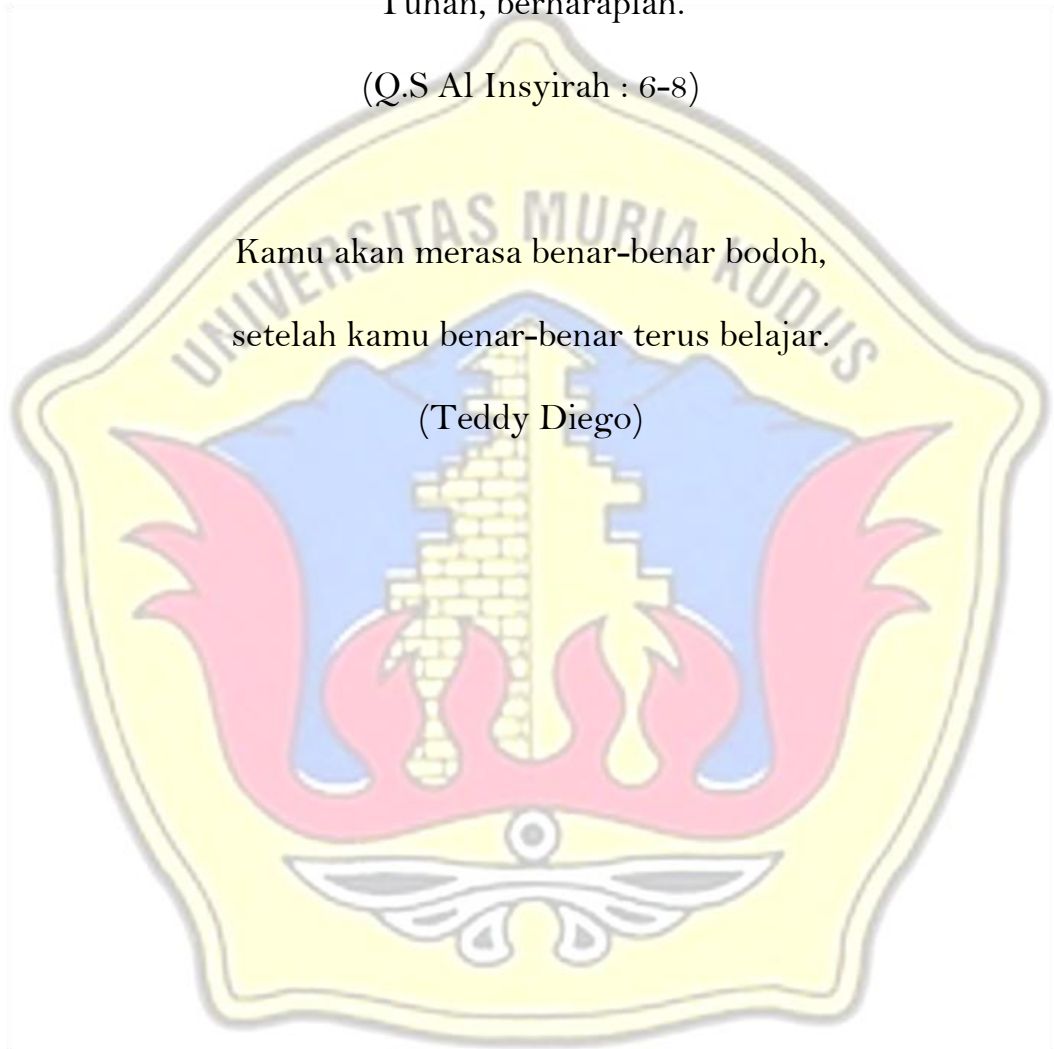 Tuhan, berharaplah.
(Q.S Al Insyirah : 6-8)
UNIVERSITAS MURIA KUDUS
Kamu akan merasa benar-benar bodoh,
setelah kamu benar-benar terus belajar.
(Teddy Diego)